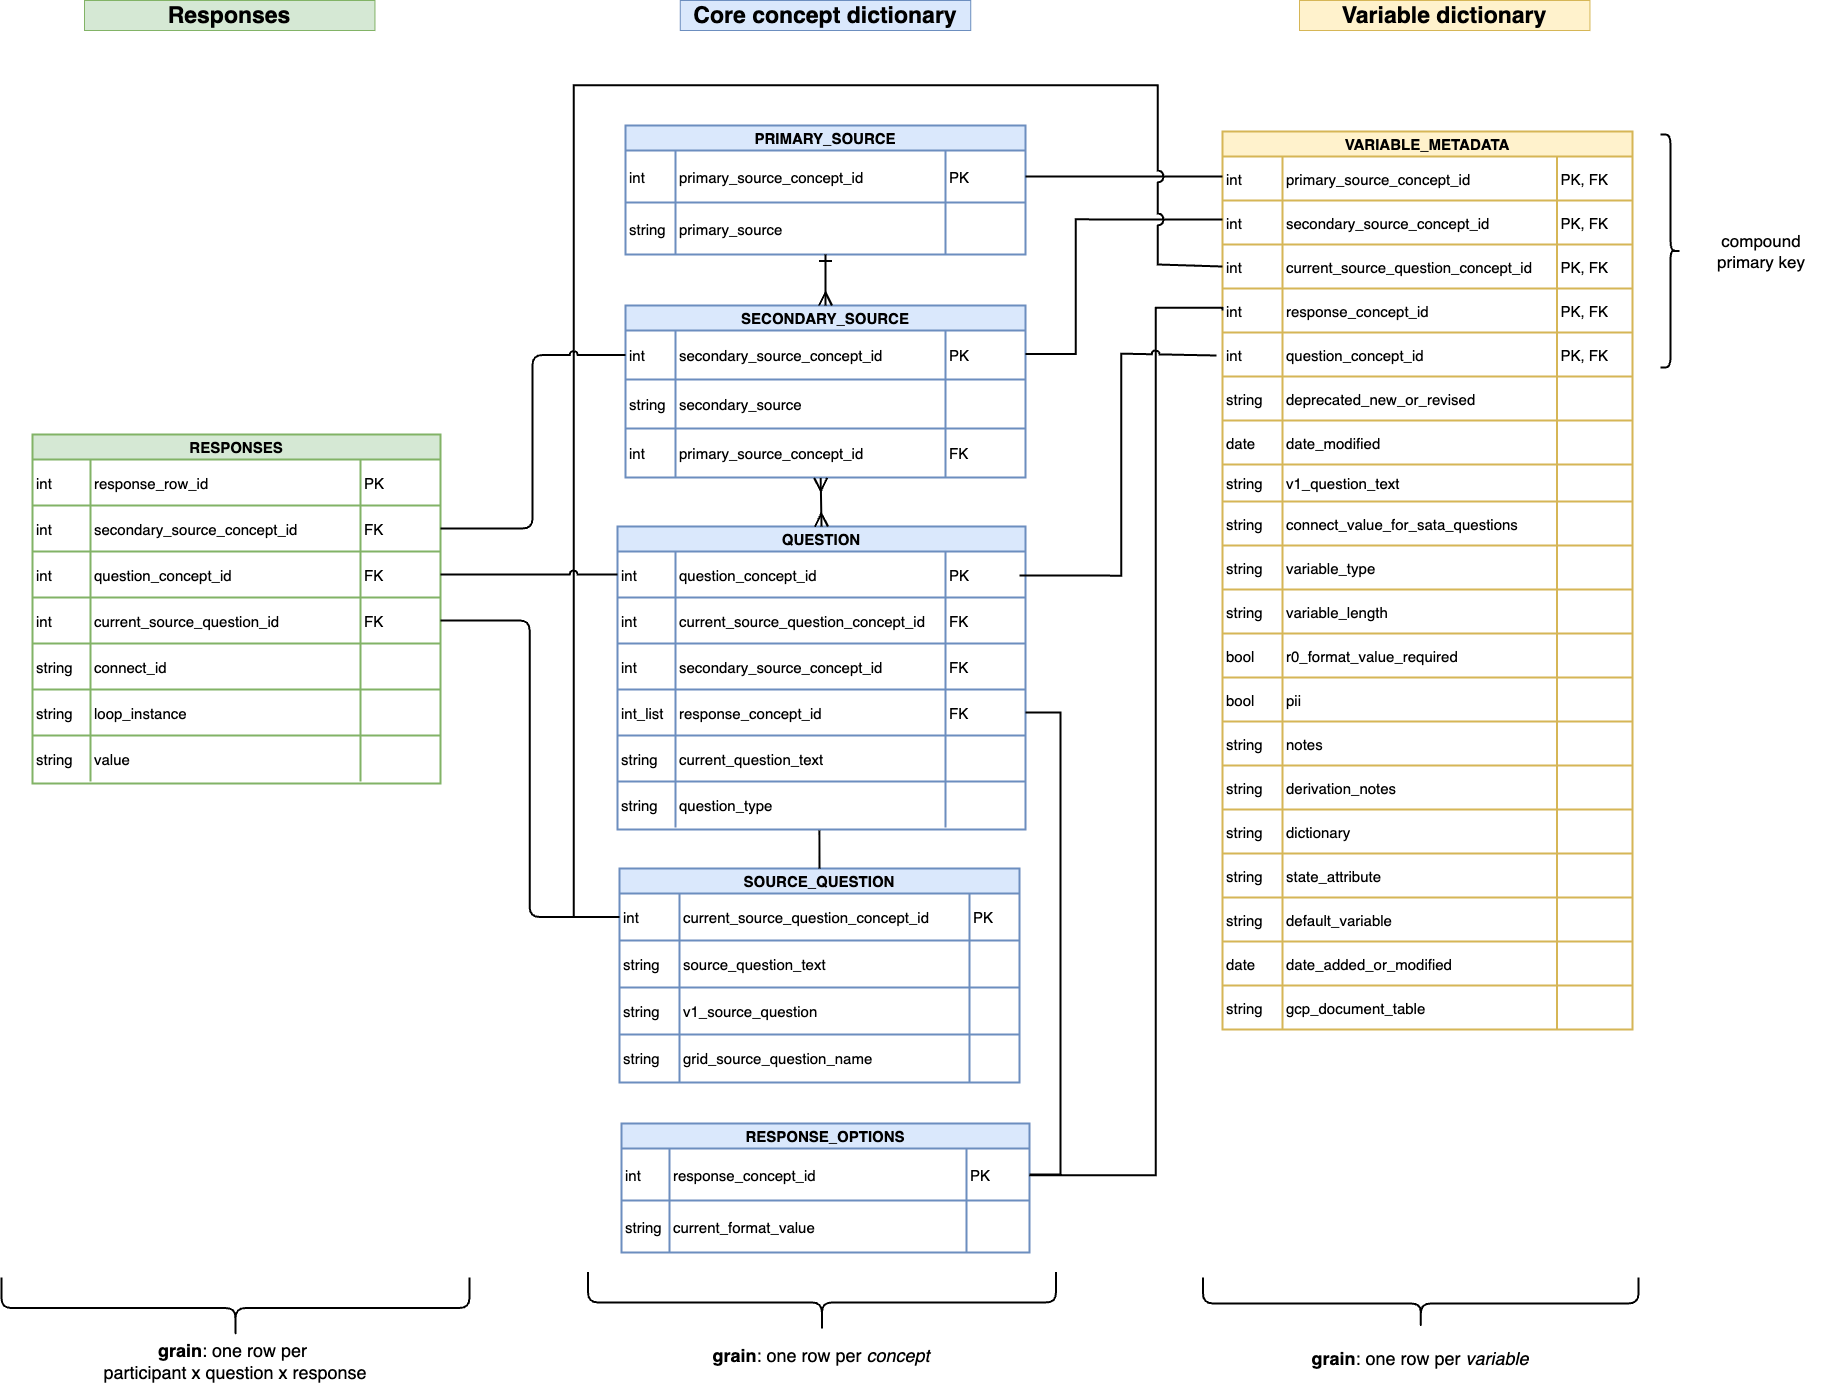 Responses
Core concept dictionary
Variable dictionary
PRIMARY_SOURCE
int primary_source_concept_id PK
string primary_source
SECONDARY_SOURCE
int secondary_source_concept_id PK
string secondary_source
int primary_source_concept_id FK
RESPONSES
int response_row_id PK
int secondary_source_concept_id FK
int question_concept_id FK
int current_source_question_id FK
string connect_id
string loop_instance
string value
QUESTION
int question_concept_id PK
int current_source_question_concept_id FK
int secondary_source_concept_id FK
int_list response_concept_id FK
string current_question_text
string question_type
SOURCE_QUESTION
int current_source_question_concept_id PK
string source_question_text
string v1_source_question
string grid_source_question_name
RESPONSE_OPTIONS
int response_concept_id PK
string current_format_value
VARIABLE_METADATA
int primary_source_concept_id PK, FK
int secondary_source_concept_id PK, FK
int current_source_question_concept_id PK, FK
int response_concept_id PK, FK
int question_concept_id PK, FK
string deprecated_new_or_revised
date date_modified
string v1_question_text
string connect_value_for_sata_questions
string variable_type
string variable_length
bool r0_format_value_required
bool pii
string notes
string derivation_notes
string dictionary
string state_attribute
string default_variable
date date_added_or_modified
string gcp_document_table
compound
primary key
grain: one row per
participant x question x response
grain: one row per concept
grain: one row per variable